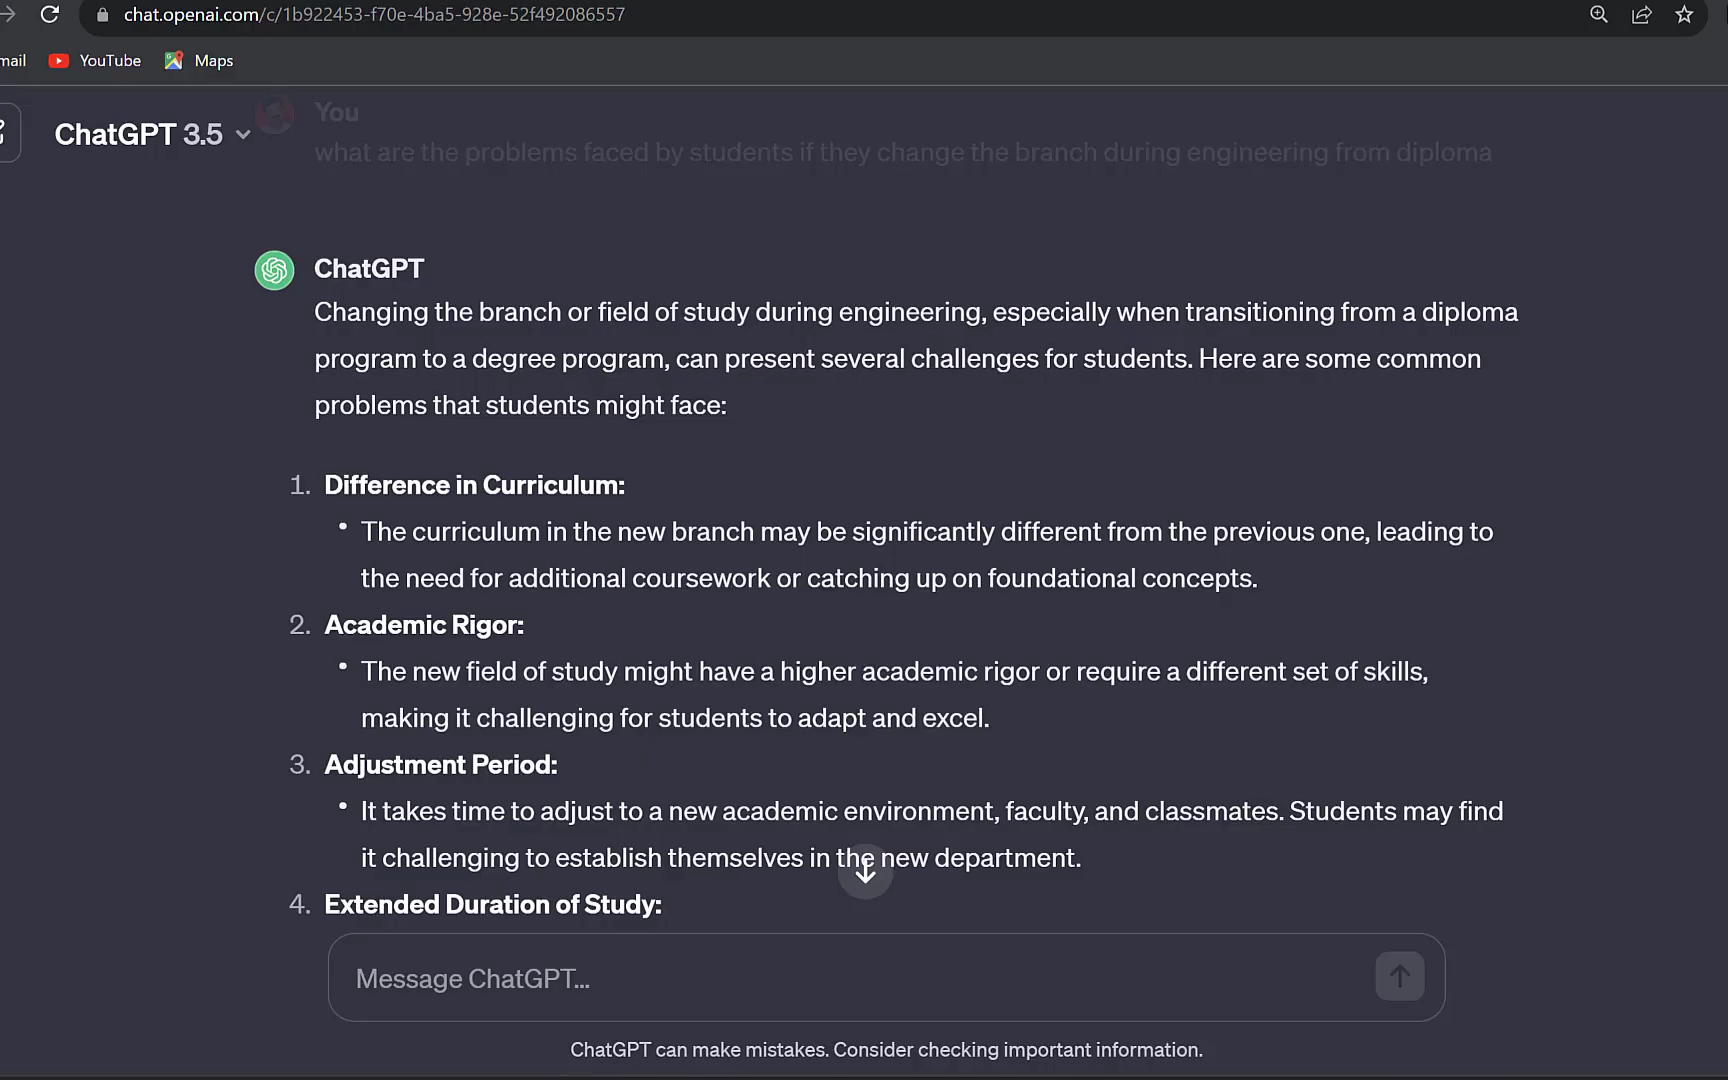 chat.openai.com/c/1b922453-f70e-4ba5-928e-52f492086557
mail
YouTube
Maps
You
ChatGPT 3.5
what are the problems faced by students if they change the branch during engineering from diploma
ChatGPT
Changing the branch or field of study during engineering, especially when transitioning from a diploma
program to a degree program, can present several challenges for students. Here are some common
problems that students might face:
1. Difference in Curriculum:
• The curriculum in the new branch may be significantly different from the previous one, leading to
the need for additional coursework or catching up on foundational concepts.
2. Academic Rigor:
• The new field of study might have a higher academic rigor or require a different set of skills,
making it challenging for students to adapt and excel.
3. Adjustment Period:
• It takes time to adjust to a new academic environment, faculty, and classmates. Students may find
it challenging to establish themselves in the new department.
4. Extended Duration of Study:
Message ChatGPT...
ChatGPT can make mistakes. Consider checking important information.